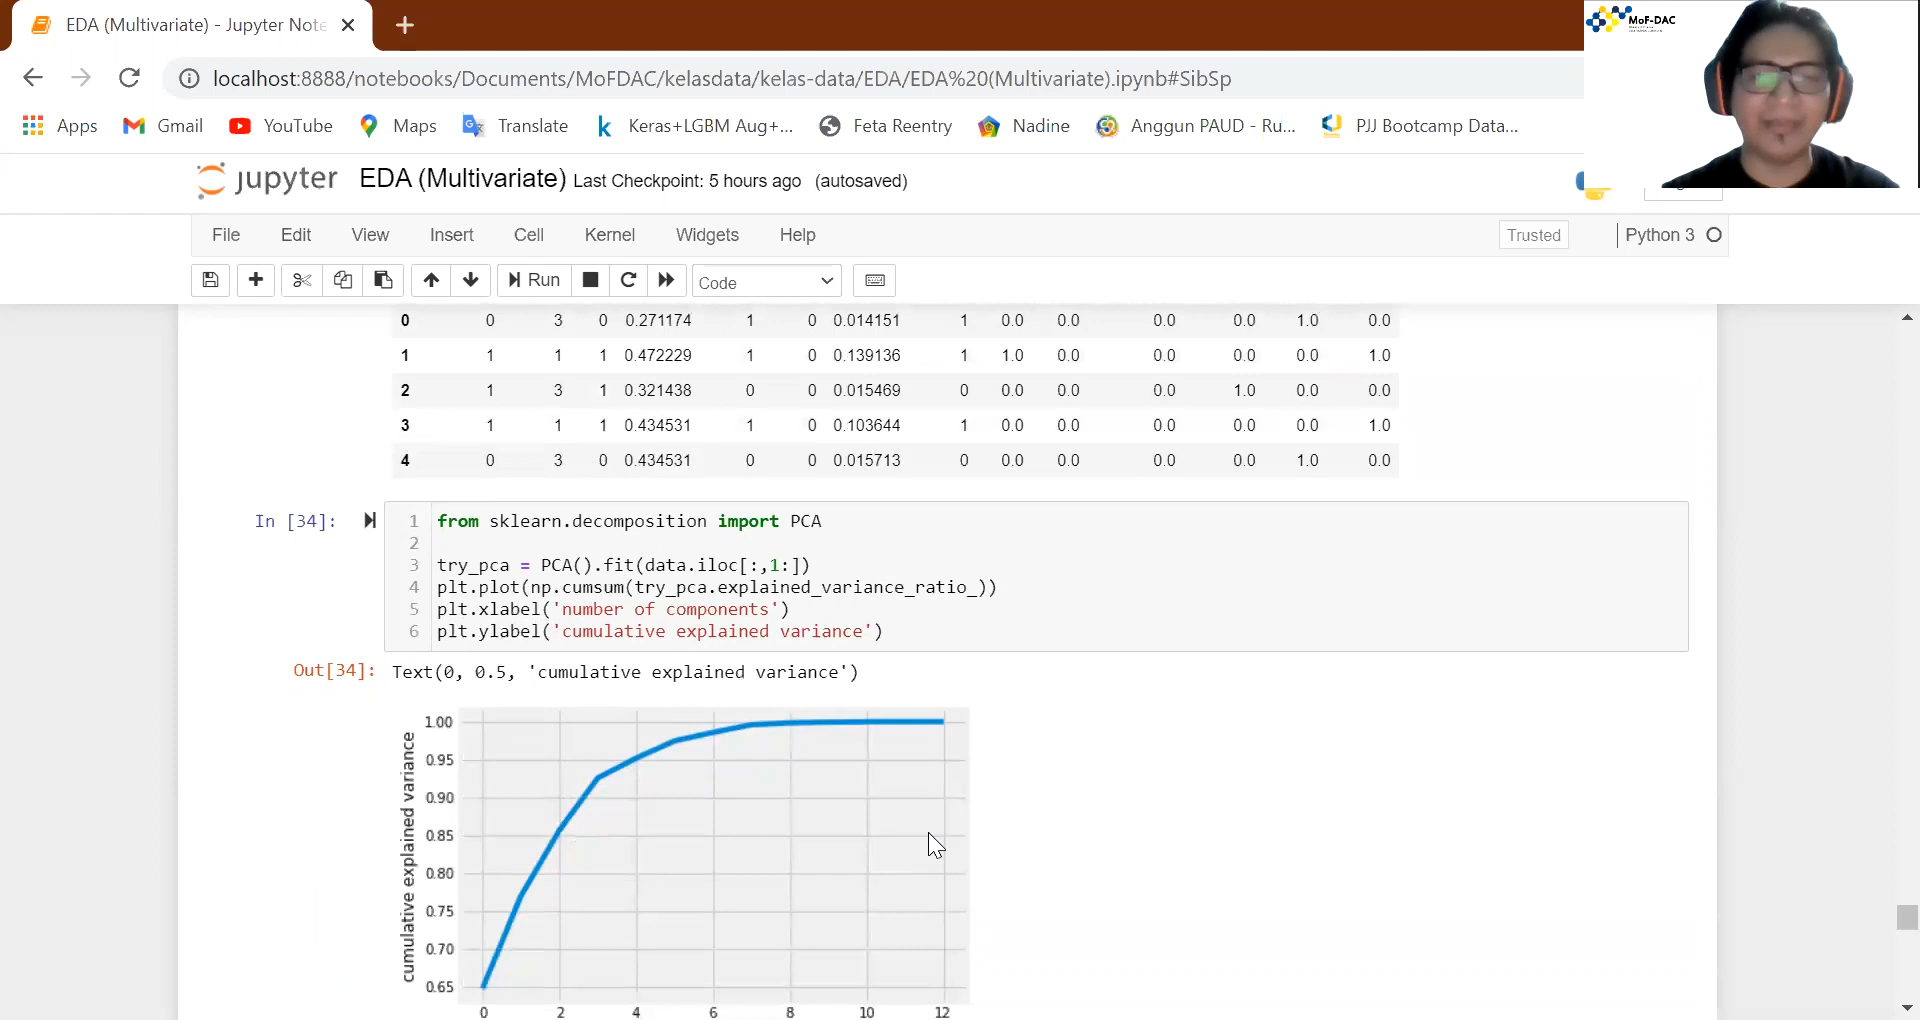 EDA (Multivariate) - Jupyter Note
MoF-DAC
localhost:8888/notebooks/Documents/MoFDAC/kelasdata/kelas-data/EDA/EDA%20(Multivariate).ipynb#SibSp
Apps Gmail YouTube Maps Translate Keras+LGBM Aug+... Feta Reentry Nadine Anggun PAUD - Ru... PJJ Bootcamp Data...
jupyter EDA (Multivariate) Last Checkpoint: 5 hours ago (autosaved)
File Edit View Insert Cell Kernel Widgets Help Trusted Python 3
Run Code
0 0 3 0 0.271174 1 0 0.014151 1 0.0 0.0 0.0 0.0 1.0 0.0
1 1 1 1 0.472229 1 0 0.139136 1 1.0 0.0 0.0 0.0 0.0 1.0
2 1 3 1 0.321438 0 0 0.015469 0 0.0 0.0 0.0 1.0 0.0 0.0
3 1 1 1 0.434531 1 0 0.103644 1 0.0 0.0 0.0 0.0 0.0 1.0
4 0 3 0 0.434531 0 0 0.015713 0 0.0 0.0 0.0 0.0 1.0 0.0
In [34]:
1 from sklearn.decomposition import PCA
2
3 try_pca = PCA().fit(data.iloc[:,1:])
4 plt.plot(np.cumsum(try_pca.explained_variance_ratio_))
5 plt.xlabel('number of components')
6 plt.ylabel('cumulative explained variance')
Out[34]: Text(0, 0.5, 'cumulative explained variance')
cumulative explained variance
1.00
0.95
0.90
0.85
0.80
0.75
0.70
0.65
0 2 4 6 8 10 12